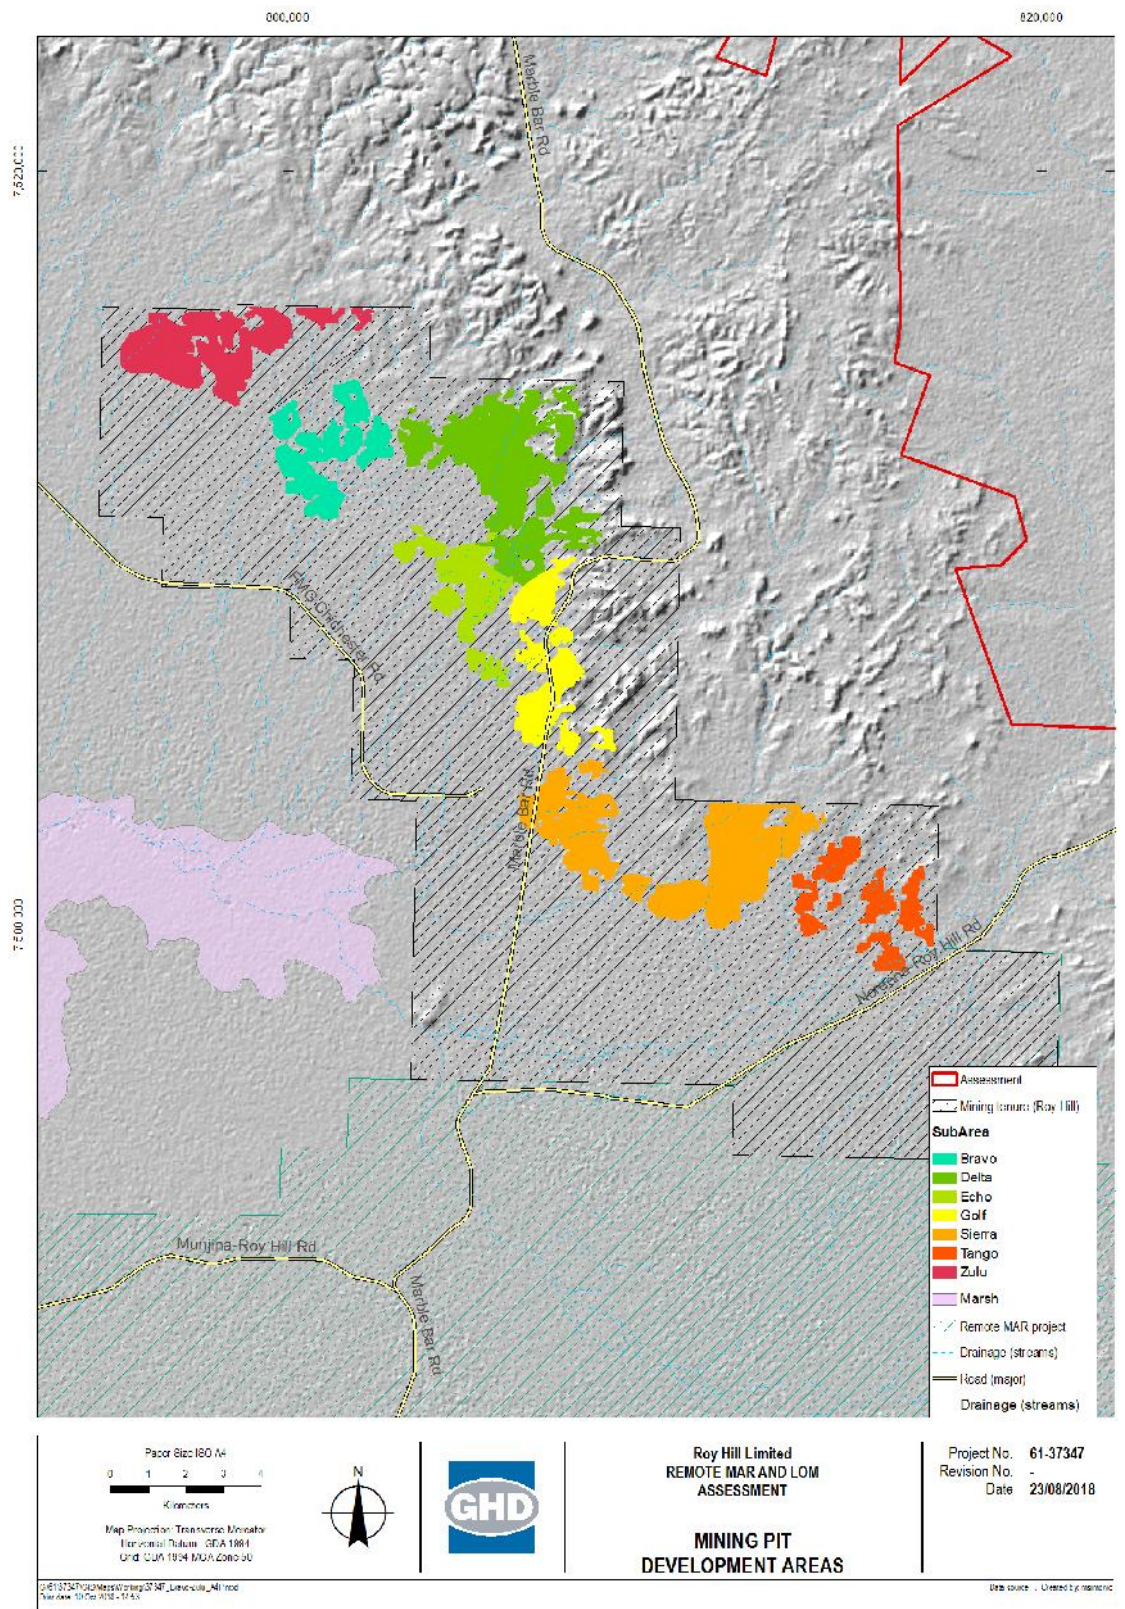 800,000
820,000
Marble Bar Rd
7,520,000
FMG-Chichester Rd
Marble Bar Rd
7,500,000
Roy Hill Rd
Assessment
Mining tenure (Roy Hill)
SubArea
Bravo
Delta
Echo
Golf
Sierra
Tango
Zulu
Marsh
Remote MAR project
Drainage (streams)
Road (major)
Drainage (streams)
Munjina-Roy Hill Rd
Marble Bar Rd
Paper Size ISO A4
0 1 2 3 4
Kilometers
Map Projection: Transverse Mercator
Horizontal Datum: GDA 1994
Grid: GDA 1994 MGA Zone 50
N
GHD
Roy Hill Limited
REMOTE MAR AND LOM
ASSESSMENT
MINING PIT
DEVELOPMENT AREAS
Project No. 61-37347
Revision No. -
Date 23/08/2018
Data source: . Created by: